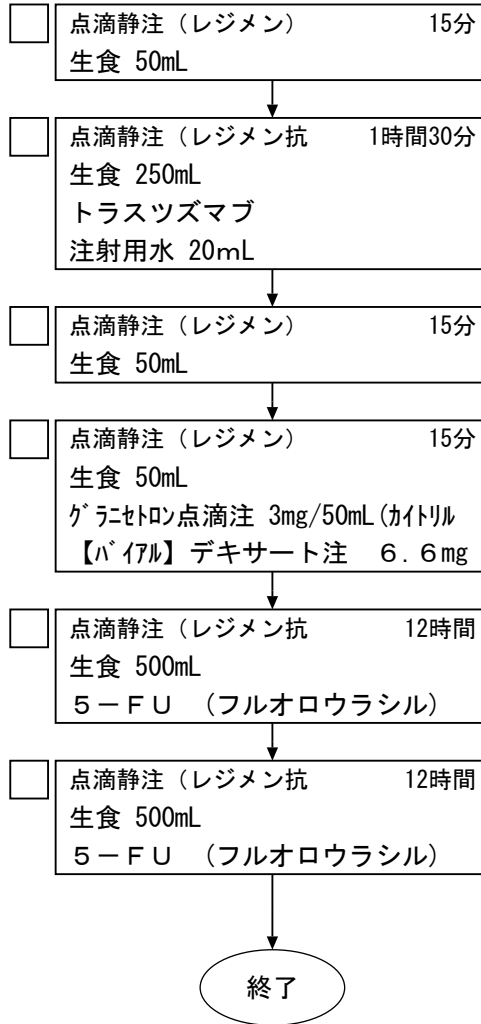 点滴静注（レジメン） 15分
生食 50mL
点滴静注（レジメン抗 1時間30分
生食 250mL
トラスツズマブ
注射用水 20ｍL
点滴静注（レジメン） 15分
生食 50mL
点滴静注（レジメン） 15分
生食 50mL
ｸﾞﾗﾆｾﾄﾛﾝ点滴注 3mg/50mL(ｶｲﾄﾘﾙ
【ﾊﾞｲｱﾙ】デキサート注　６.６mg
点滴静注（レジメン抗 12時間
生食 500mL
５－ＦＵ　（フルオロウラシル）
点滴静注（レジメン抗 12時間
生食 500mL
５－ＦＵ　（フルオロウラシル）
終了